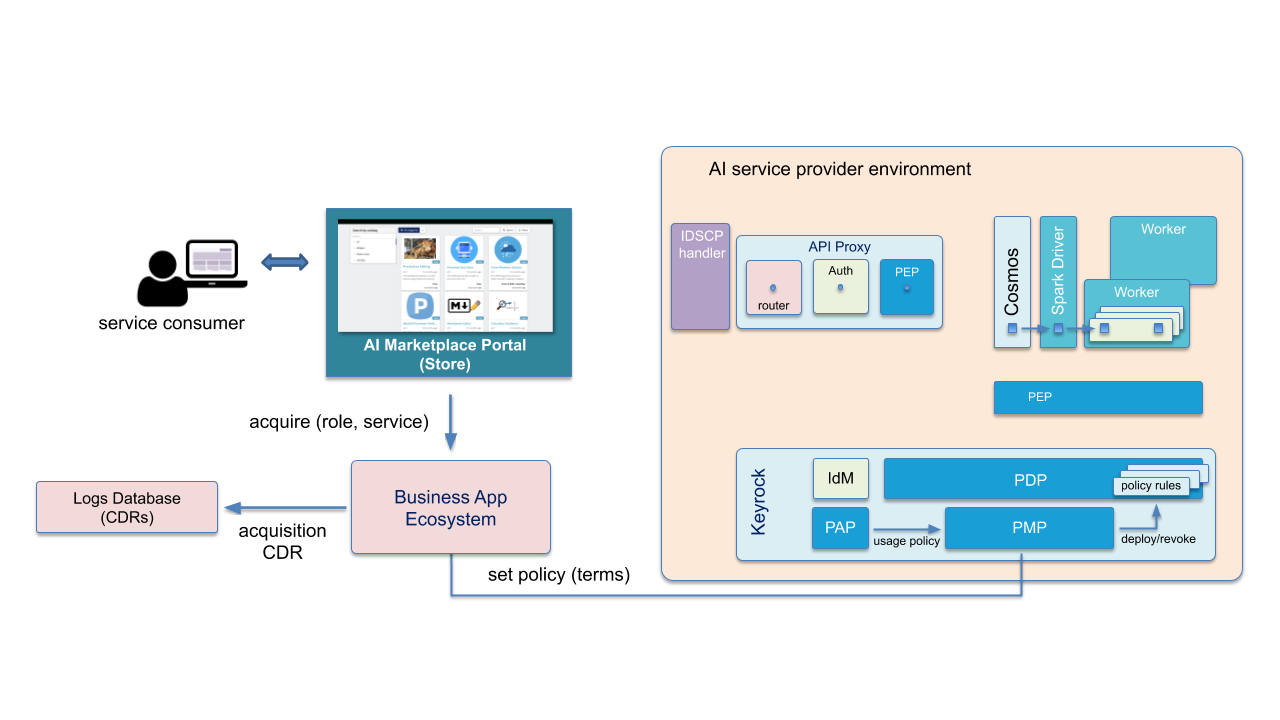 AI service provider environment
IDSCP
handler
API Proxy
router
Auth
PEP
Cosmos
Spark Driver
Worker
Worker
service consumer
AI Marketplace Portal
(Store)
PEP
acquire (role, service)
Keyrock
IdM
PDP
policy rules
PAP
usage policy
PMP
deploy/revoke
Business App
Ecosystem
Logs Database
(CDRs)
acquisition
CDR
set policy (terms)